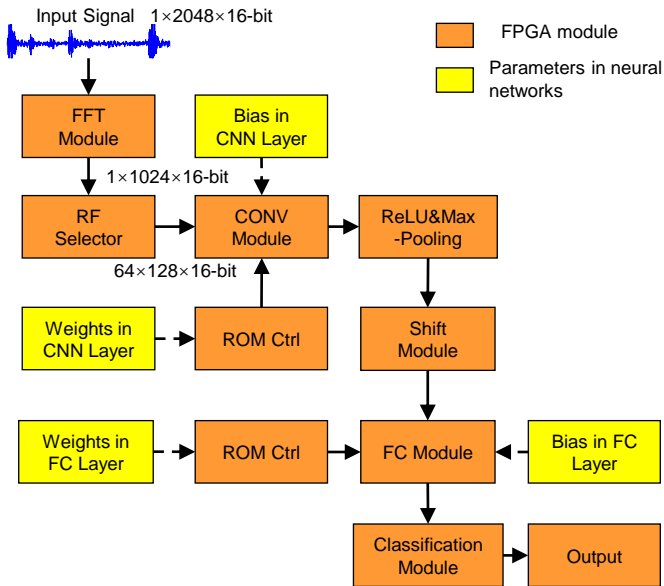 Input Signal 1×2048×16-bit
FPGA module
Parameters in neural
networks
FFT
Module
Bias in
CNN Layer
1×1024×16-bit
RF
Selector
CONV
Module
ReLU&Max
-Pooling
64×128×16-bit
Weights in
CNN Layer
ROM Ctrl
Shift
Module
Weights in
FC Layer
ROM Ctrl
FC Module
Bias in FC
Layer
Classification
Module
Output